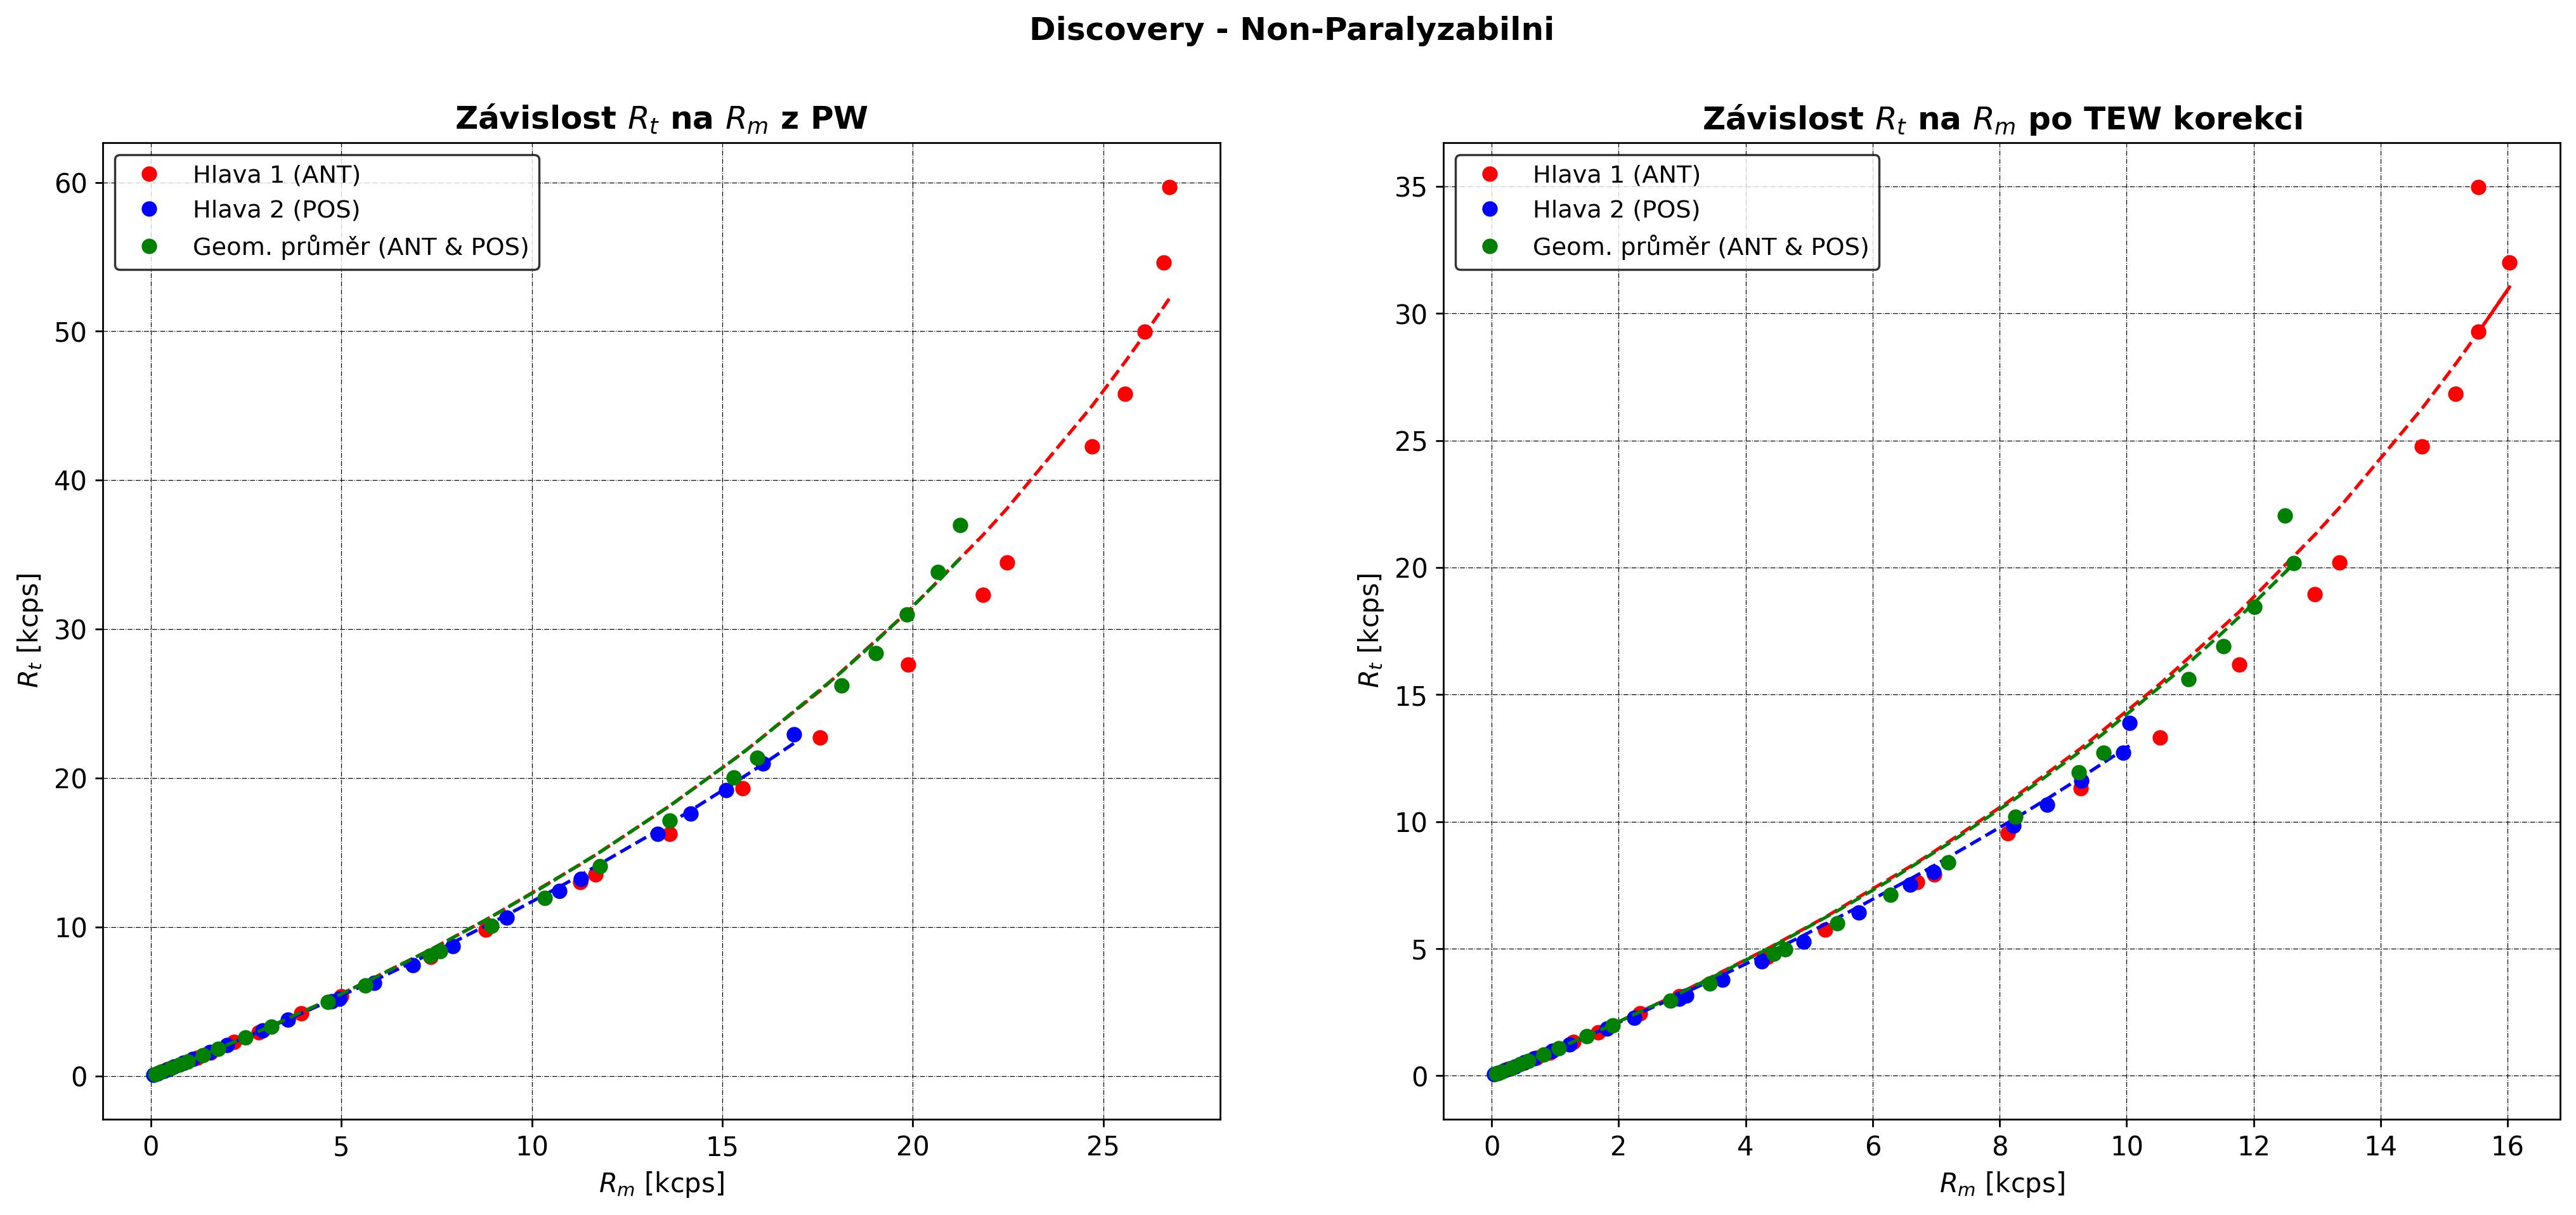 Discovery - Non-Paralyzabilni
Závislost Rt na Rm z PW
Hlava 1 (ANT)
Hlava 2 (POS)
Geom. průměr (ANT & POS)
60
50
40
30
20
10
0
Rt [kcps]
0 5 10 15 20 25
Rm [kcps]
Závislost Rt na Rm po TEW korekci
Hlava 1 (ANT)
Hlava 2 (POS)
Geom. průměr (ANT & POS)
35
30
25
20
15
10
5
0
Rt [kcps]
0 2 4 6 8 10 12 14 16
Rm [kcps]